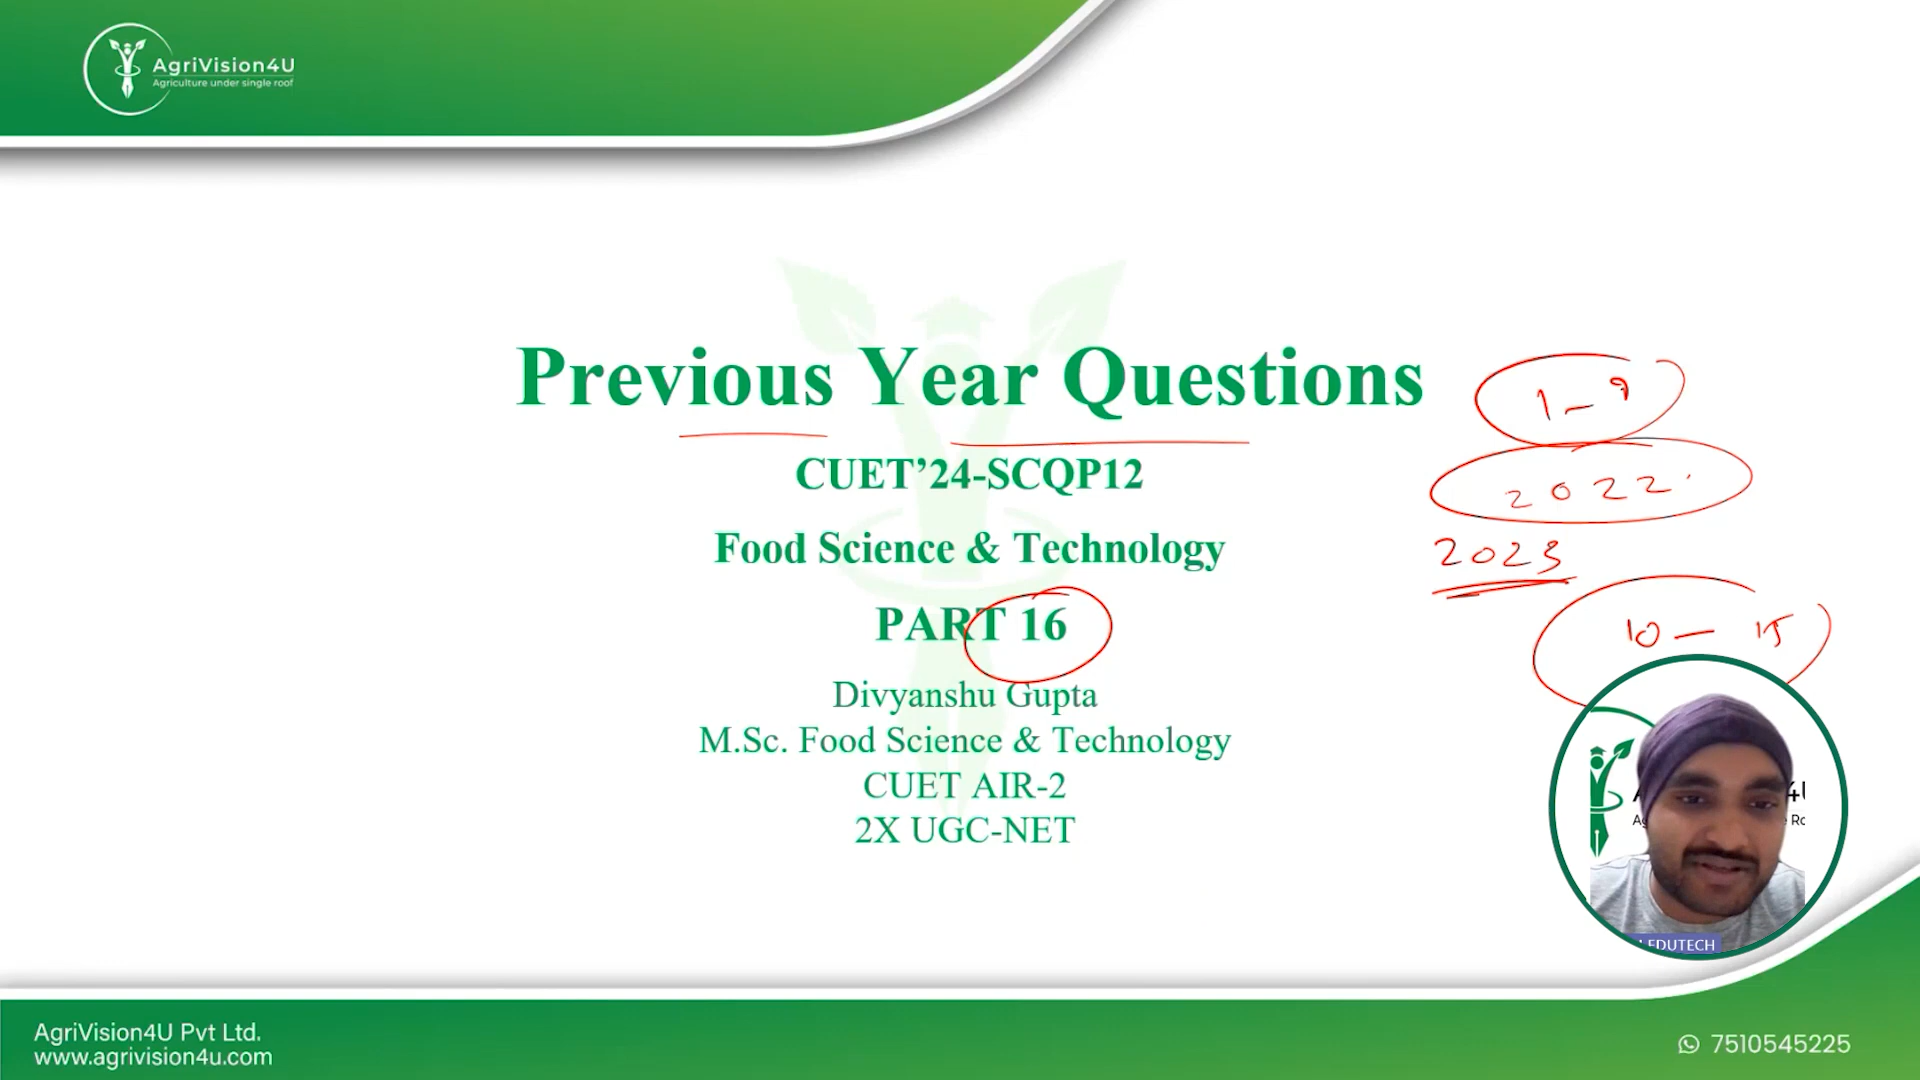 AgriVision4U
Agriculture under single roof
Previous Year Questions
1 – 9
CUET’24-SCQP12
2022
Food Science & Technology
2023
PART 16
10 – 15
Divyanshu Gupta
M.Sc. Food Science & Technology
CUET AIR-2
2X UGC-NET
EDUTECH
AgriVision4U Pvt Ltd.
www.agrivision4u.com
7510545225